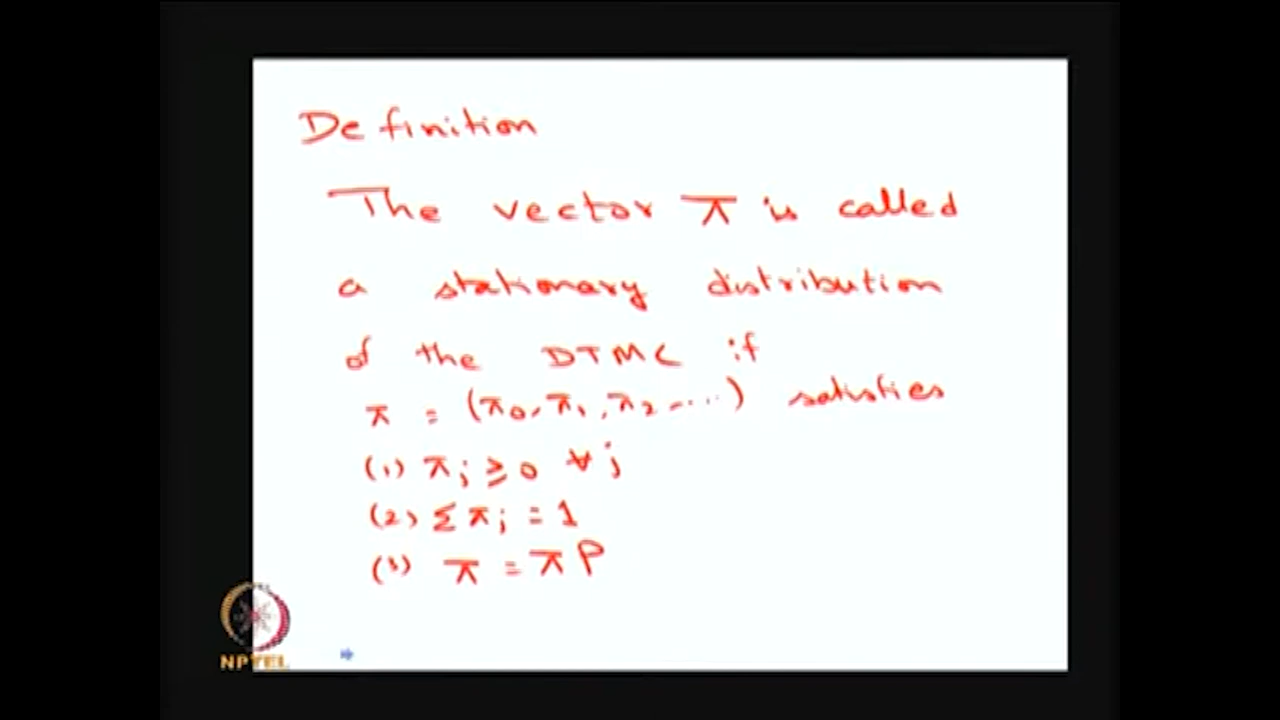 Definition
The vector π is called
a stationary distribution
of the DTMC if
π = (π₀, π₁, π₂, ...) satisfies
(1) πⱼ ≥ 0 ∀ j
(2) Σ πⱼ = 1
(3) π = π P
NPTEL